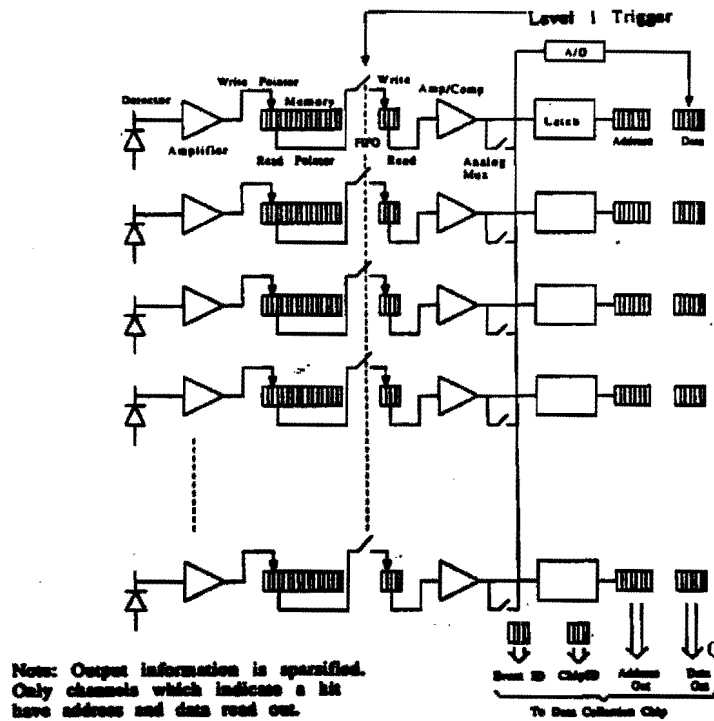 Level 1 Trigger
A/D
Write Pointer
Write
Detector
Memory
Amp/Comp
Latch
Amplifier
FIFO
Address
Data
Read Pointer
Read
Analog
Mux
Event ID
ChipID
Address
Out
Data
Out
Note: Output information is sparsified.
Only channels which indicate a hit
have address and data read out.
To Data Collection Chip